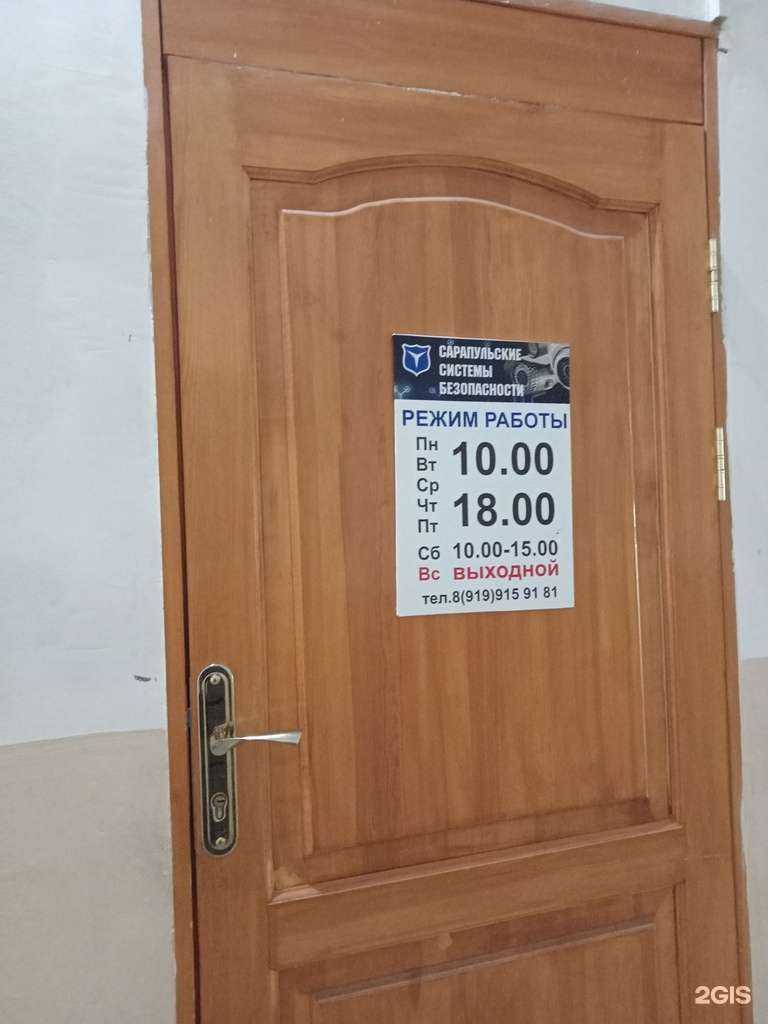 САРАПУЛЬСКИЕ
СИСТЕМЫ
БЕЗОПАСНОСТИ
РЕЖИМ РАБОТЫ
Пн
Вт
Ср
Чт
Пт
10.00
18.00
Сб 10.00-15.00
Вс ВЫХОДНОЙ
тел.8(919)915 91 81
2GIS